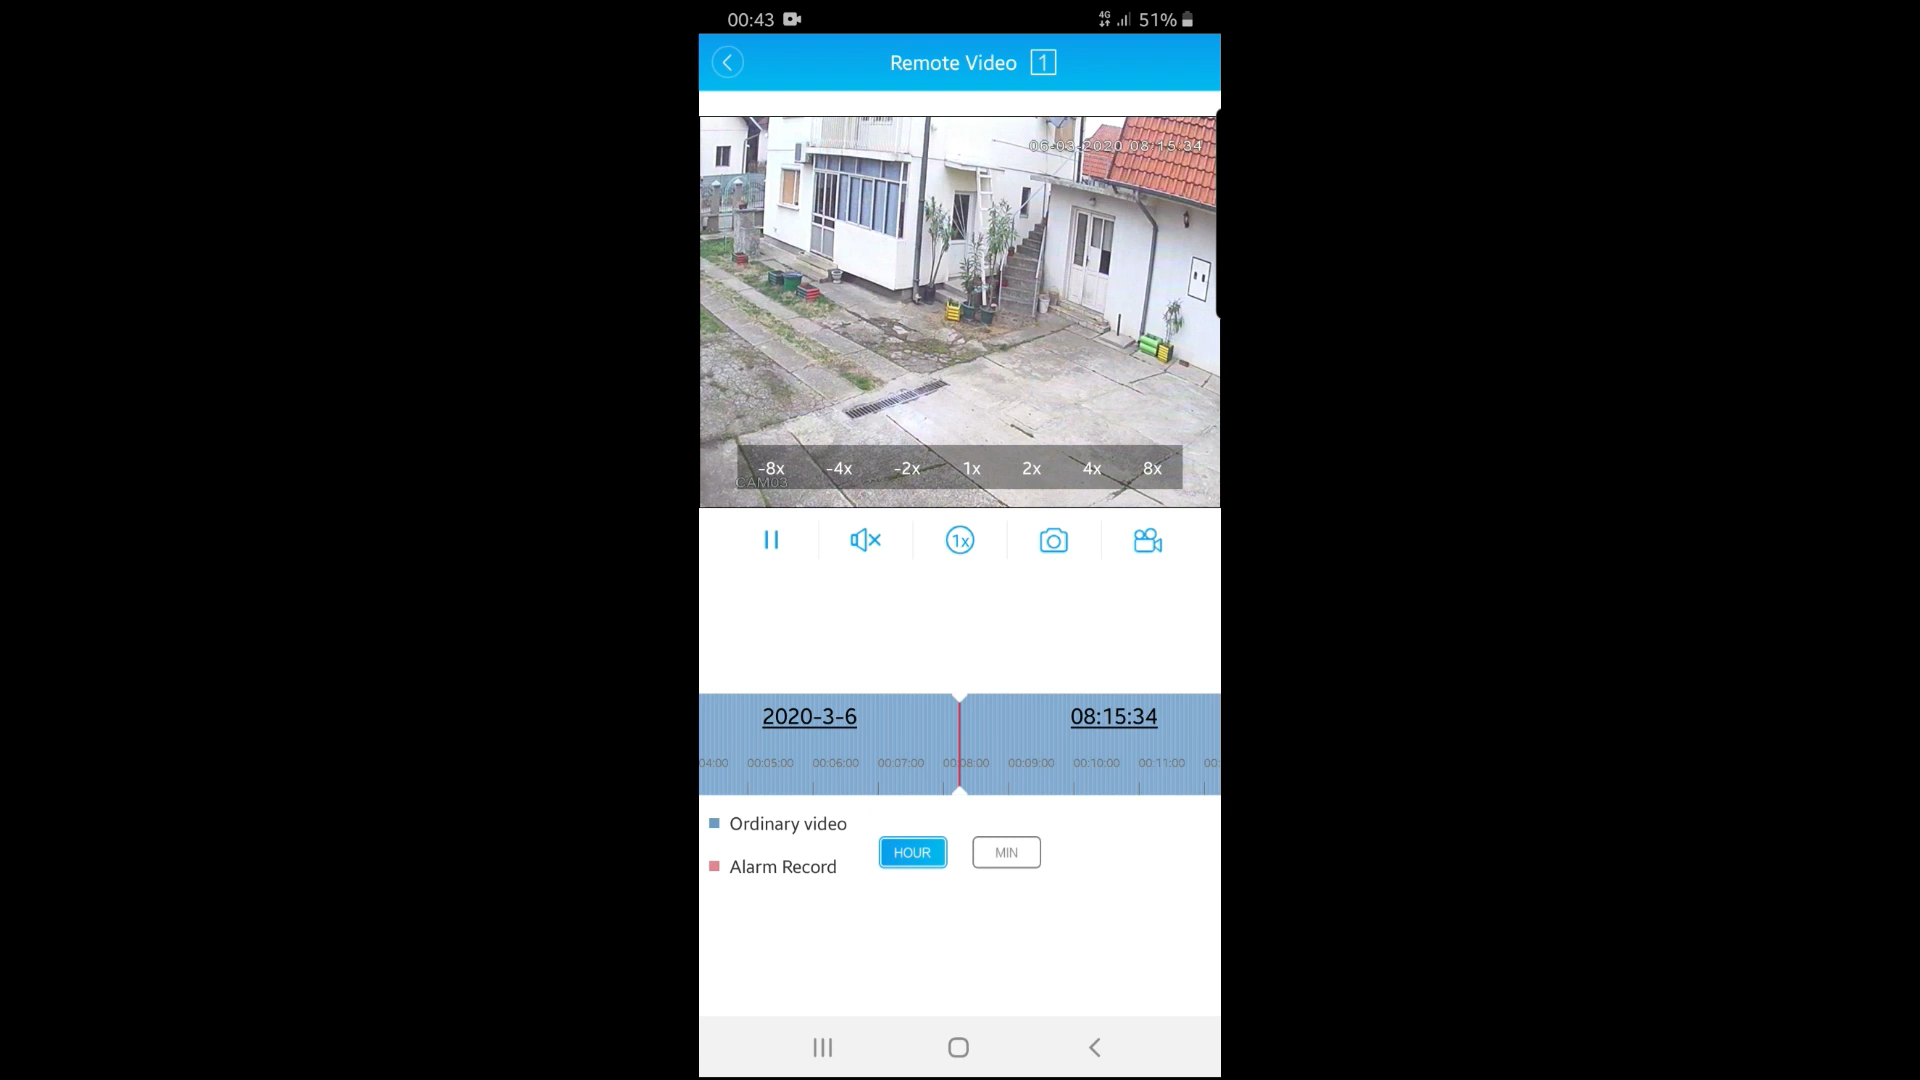 00:43 4G 51%
Remote Video 1
06-03-2020 08:15:34
-8x -4x -2x 1x 2x 4x 8x
CAM03
1x
2020-3-6 08:15:34
04:00 00:05:00 00:06:00 00:07:00 00:08:00 00:09:00 00:10:00 00:11:00 00:
Ordinary video
HOUR MIN
Alarm Record